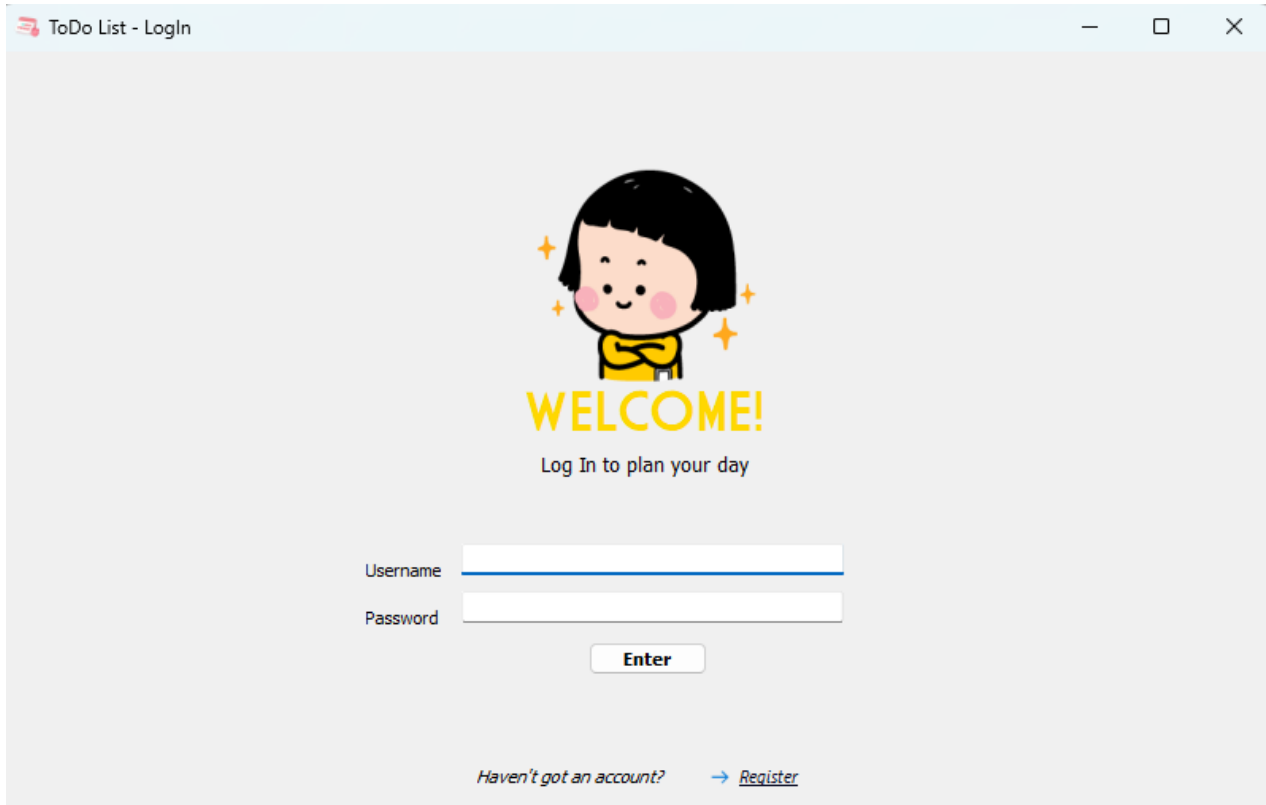 ToDo List - LogIn
WELCOME!
Log In to plan your day
Username
Password
Enter
Haven't got an account? → Register